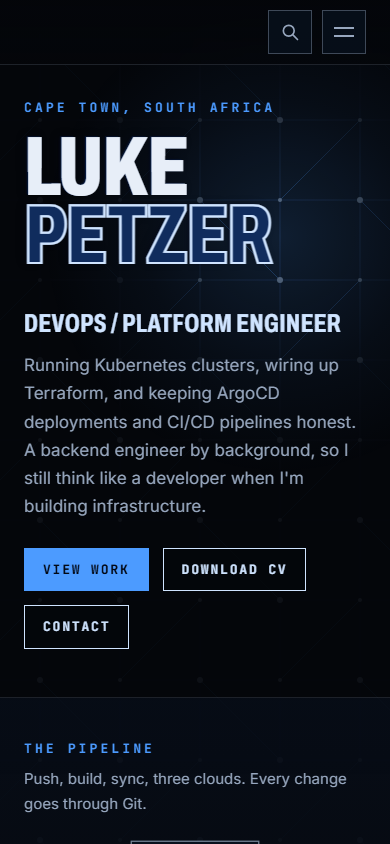 CAPE TOWN, SOUTH AFRICA
LUKE
PETZER
DEVOPS / PLATFORM ENGINEER
Running Kubernetes clusters, wiring up
Terraform, and keeping ArgoCD
deployments and CI/CD pipelines honest.
A backend engineer by background, so I
still think like a developer when I'm
building infrastructure.
VIEW WORK
DOWNLOAD CV
CONTACT
THE PIPELINE
Push, build, sync, three clouds. Every change
goes through Git.